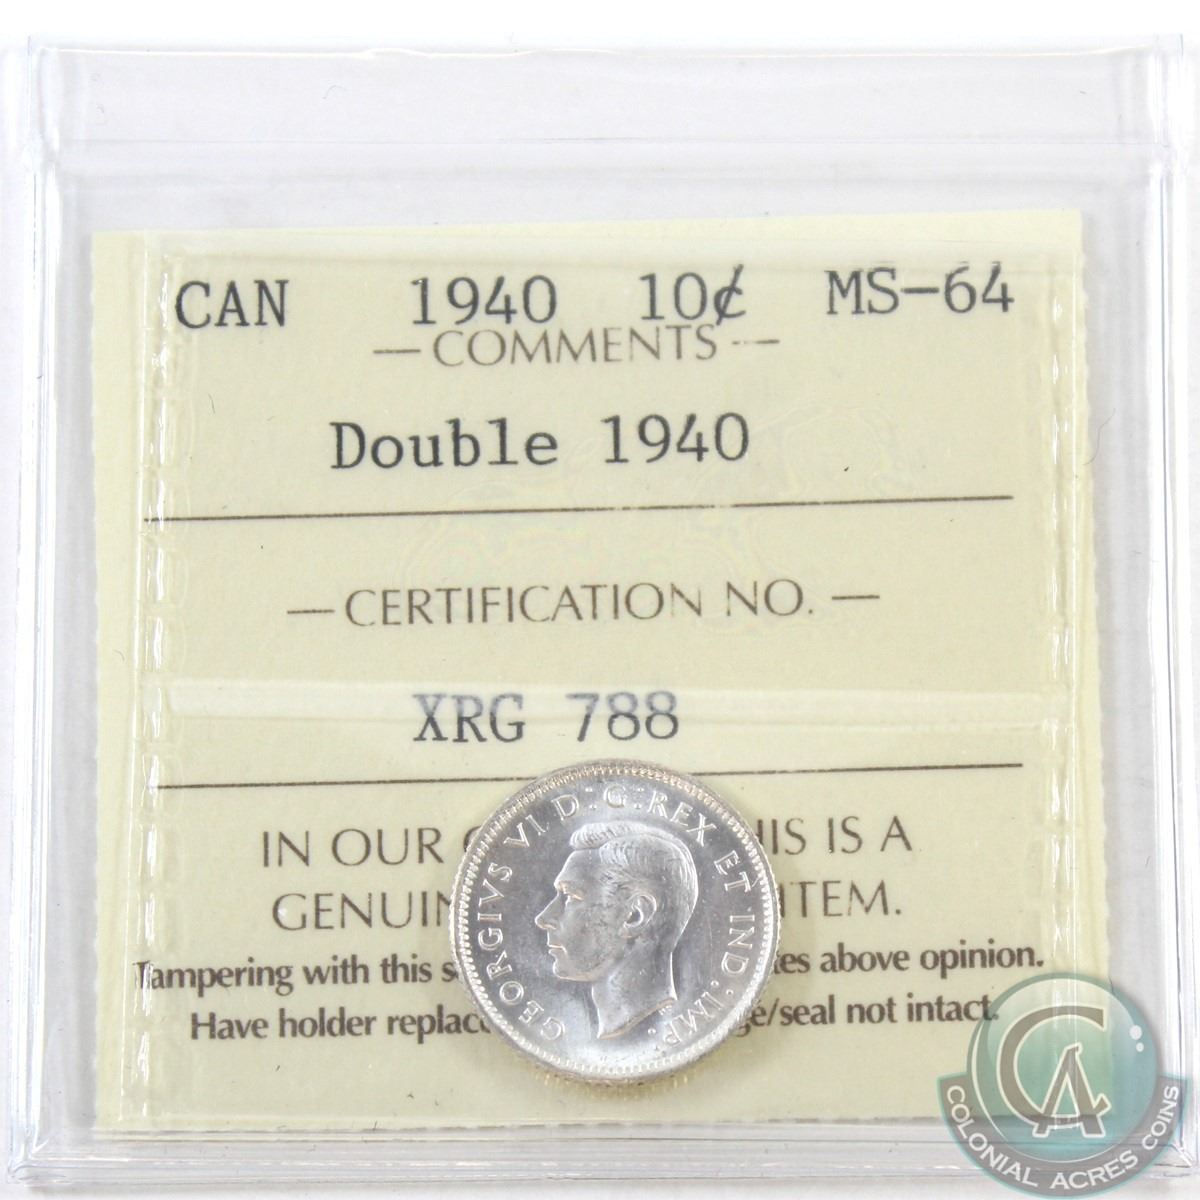 CAN 1940 10¢ MS-64
— COMMENTS —
Double 1940
— CERTIFICATION NO. —
XRG 788
IN OUR HIS IS A
GENUIN ITEM.
Tampering with this s es above opinion.
Have holder replac ge/seal not intact.
GEORGIVS VI D:G:REX ET IND:IMP.
CA
COLONIAL ACRES COINS